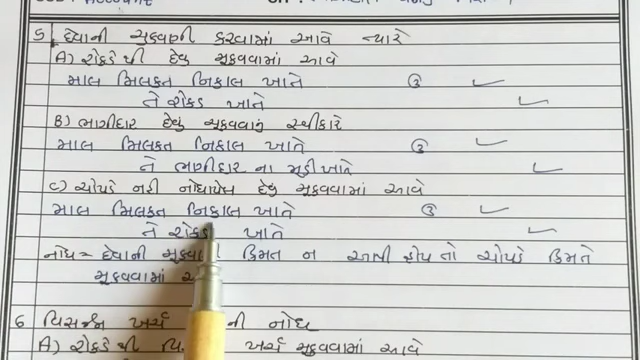 5 દેવાની ચુકવણી કરવામાં આવે ત્યારે
A) રોકડેથી દેવુ ચુકવવામાં આવે
માલ મિલકત નિકાલ ખાતે ઉ
તે રોકડ ખાતે
B) ભાગીદાર દેવું ચુકવવાનું સ્વીકારે
માલ મિલકત નિકાલ ખાતે ઉ
તે ભાગીદાર ના મૂડી ખાતે
C) ચોપડે નહી નોંધાયેલ દેવુ ચુકવવામાં આવે
માલ મિલકત નિકાલ ખાતે ઉ
તે રોકડ ખાતે
નોંધ = દેવાની ચુકવણી કિંમત ન આપી હોય તો ચોપડે કિંમતે
ચુકવવામાં
6 વિસર્જન ખર્ચ ની નોંધ
A) રોકડેથી ખર્ચ ચુકવવામાં આવે